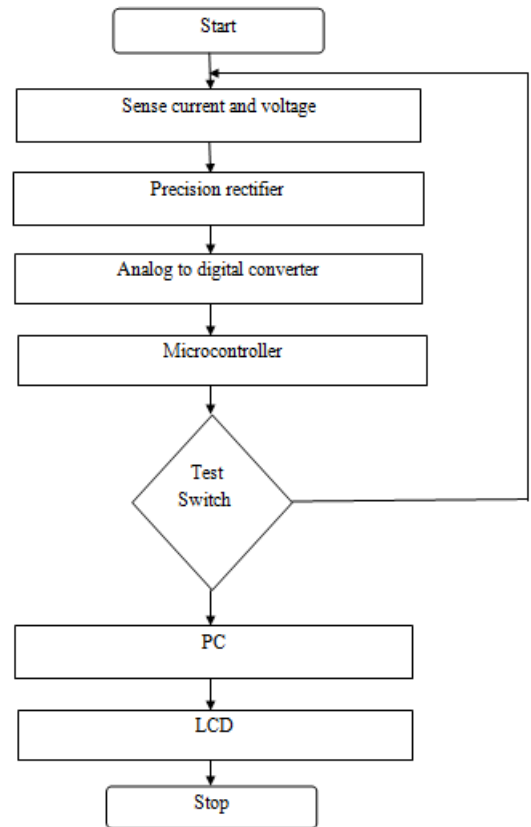 Start
Sense current and voltage
Precision rectifier
Analog to digital converter
Microcontroller
Test
Switch
PC
LCD
Stop